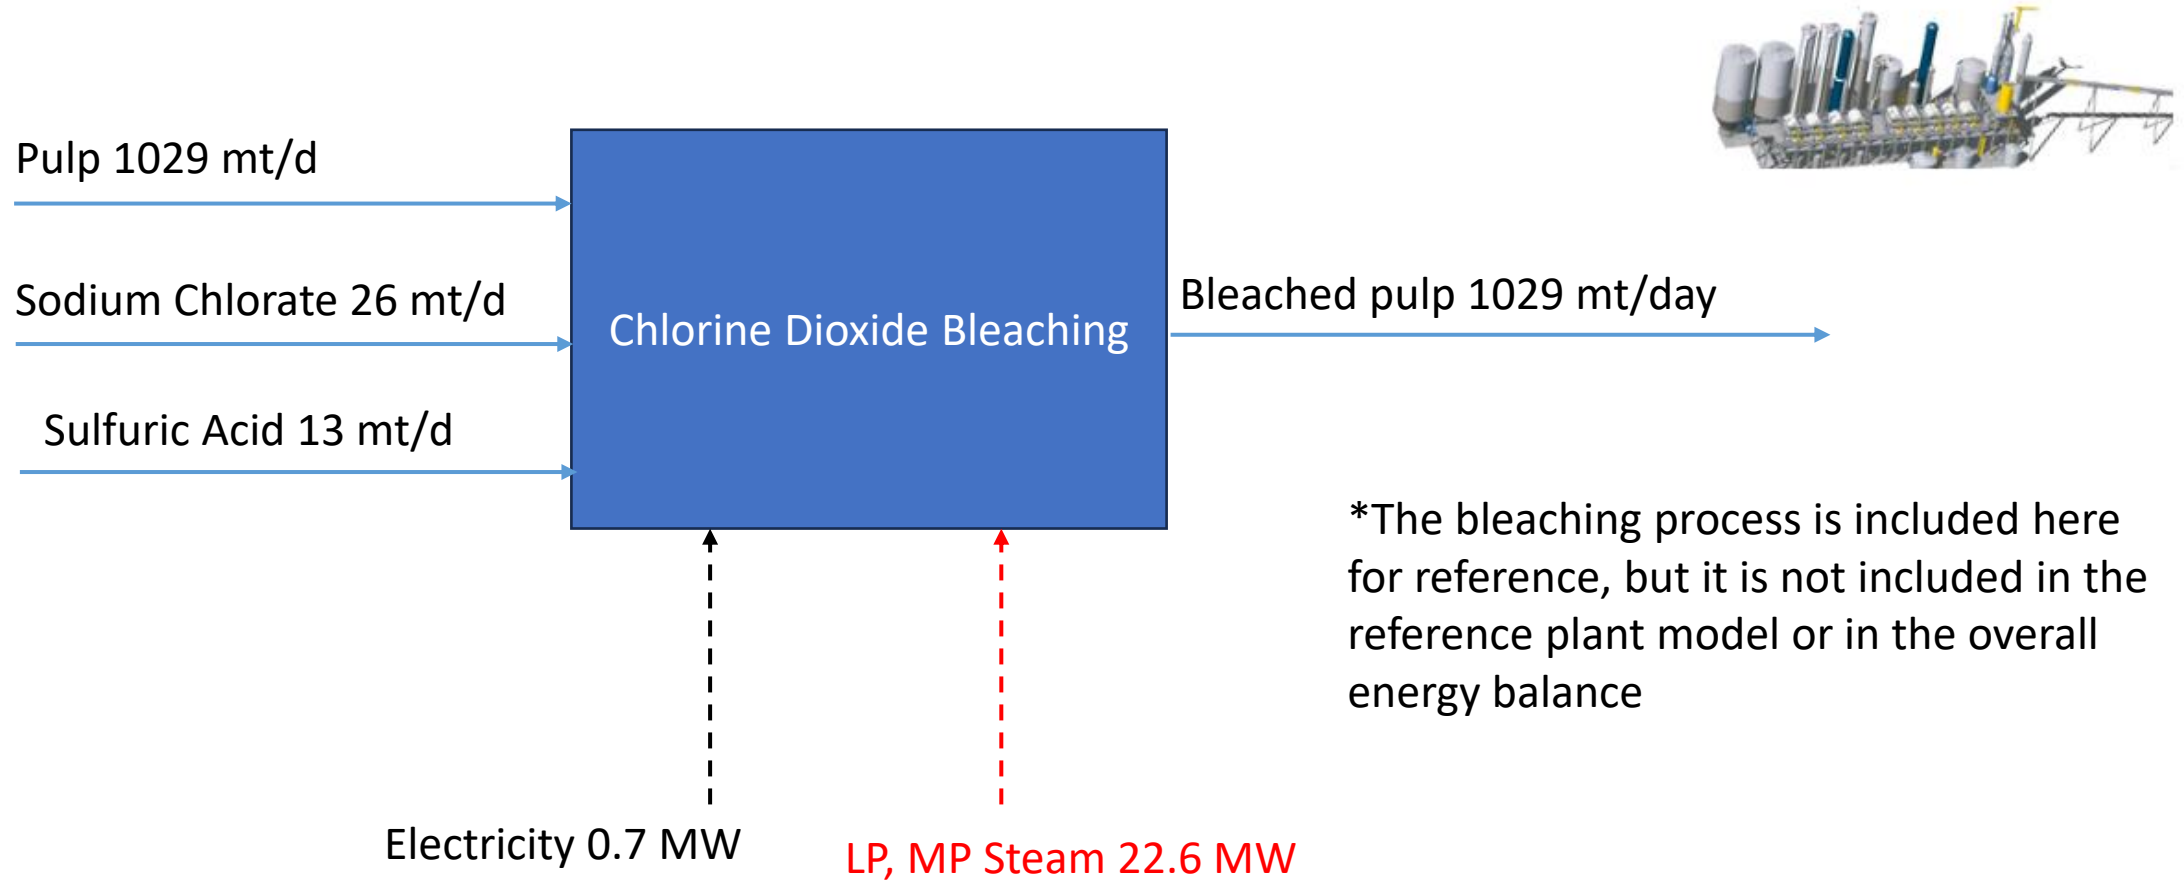 Pulp 1029 mt/d
Sodium Chlorate 26 mt/d
Sulfuric Acid 13 mt/d
Chlorine Dioxide Bleaching
Bleached pulp 1029 mt/day
*The bleaching process is included here
for reference, but it is not included in the
reference plant model or in the overall
energy balance
Electricity 0.7 MW
LP, MP Steam 22.6 MW